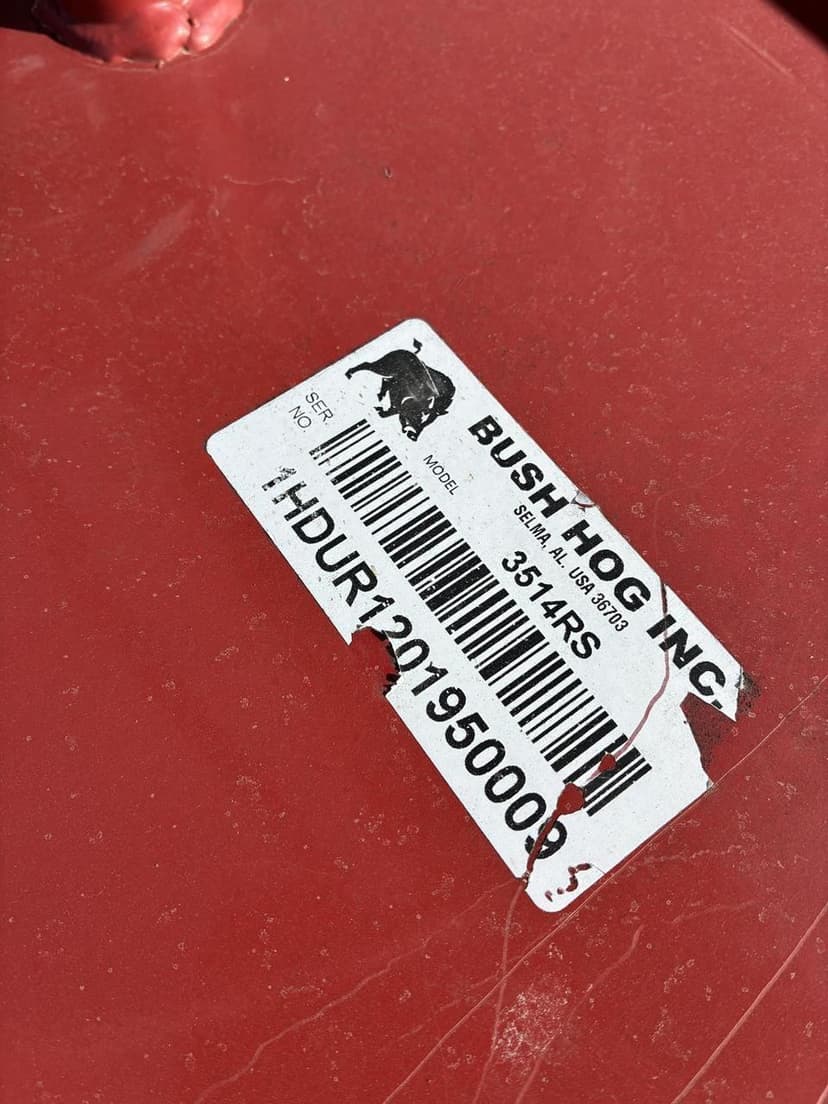 BUSH HOG INC.
SELMA, AL. USA 36703
MODEL 3514RS
SER.
NO.
1HDUR1201950009